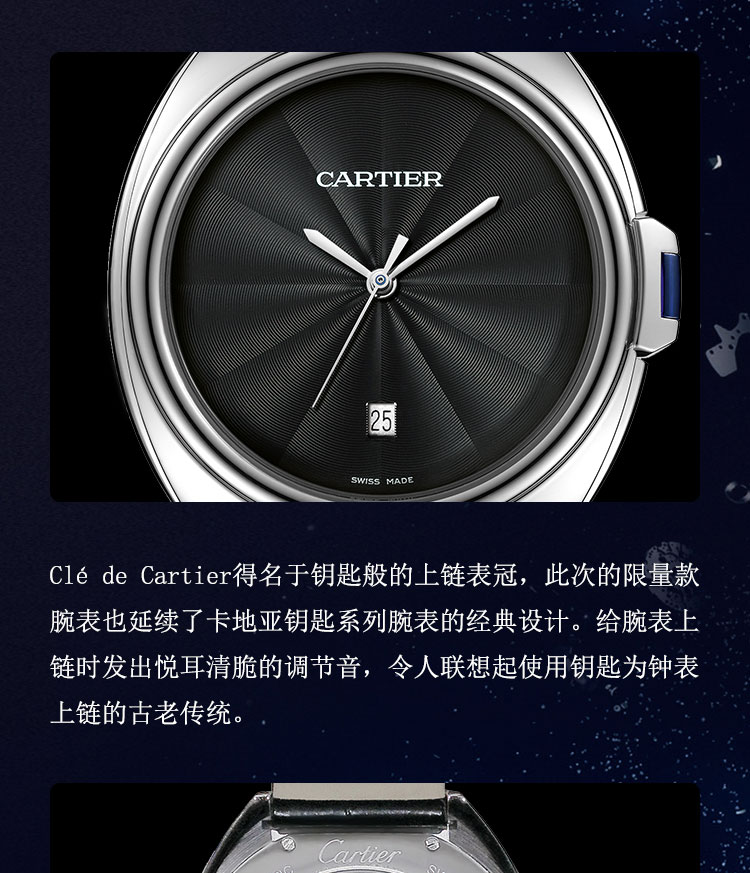 CARTIER
25
SWISS MADE
Clé de Cartier得名于钥匙般的上链表冠，此次的限量款
腕表也延续了卡地亚钥匙系列腕表的经典设计。给腕表上
链时发出悦耳清脆的调节音，令人联想起使用钥匙为钟表
上链的古老传统。
Cartier